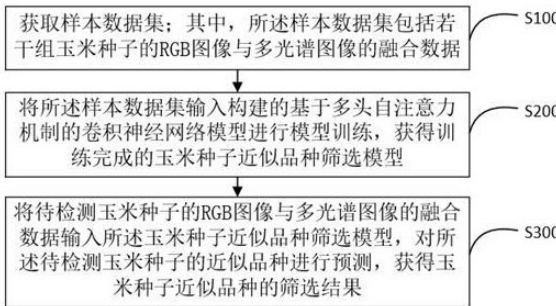 获取样本数据集；其中，所述样本数据集包括若
干组玉米种子的RGB图像与多光谱图像的融合数据
S100
将所述样本数据集输入构建的基于多头自注意力
机制的卷积神经网络模型进行模型训练，获得训
练完成的玉米种子近似品种筛选模型
S200
将待检测玉米种子的RGB图像与多光谱图像的融合
数据输入所述玉米种子近似品种筛选模型，对所
述待检测玉米种子的近似品种进行预测，获得玉
米种子近似品种的筛选结果
S300